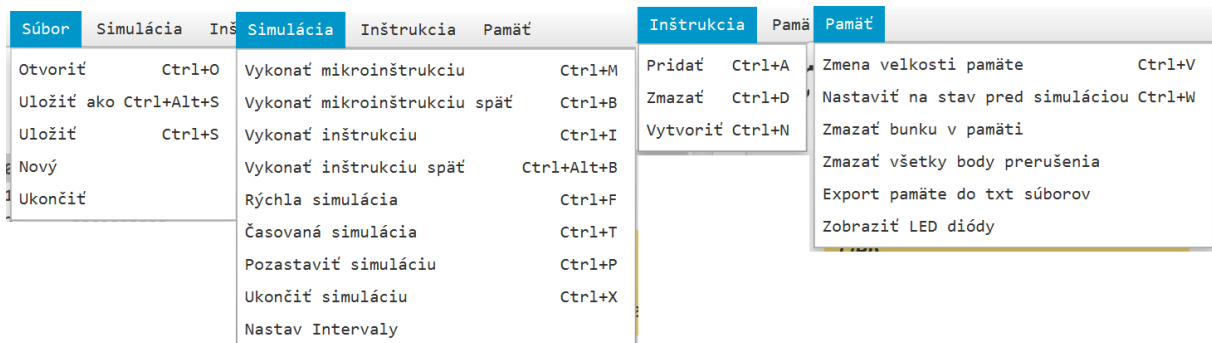 Súbor Simulácia Inš
Otvoriť Ctrl+O
Uložiť ako Ctrl+Alt+S
Uložiť Ctrl+S
Nový
Ukončiť
Simulácia Inštrukcia Pamäť
Vykonať mikroinštrukciu Ctrl+M
Vykonať mikroinštrukciu späť Ctrl+B
Vykonať inštrukciu Ctrl+I
Vykonať inštrukciu späť Ctrl+Alt+B
Rýchla simulácia Ctrl+F
Časovaná simulácia Ctrl+T
Pozastaviť simuláciu Ctrl+P
Ukončiť simuláciu Ctrl+X
Nastav Intervaly
Inštrukcia Pamä
Pridať Ctrl+A
Zmazať Ctrl+D
Vytvoriť Ctrl+N
Pamäť
Zmena velkosti pamäte Ctrl+V
Nastaviť na stav pred simuláciou Ctrl+W
Zmazať bunku v pamäti
Zmazať všetky body prerušenia
Export pamäte do txt súborov
Zobraziť LED diódy